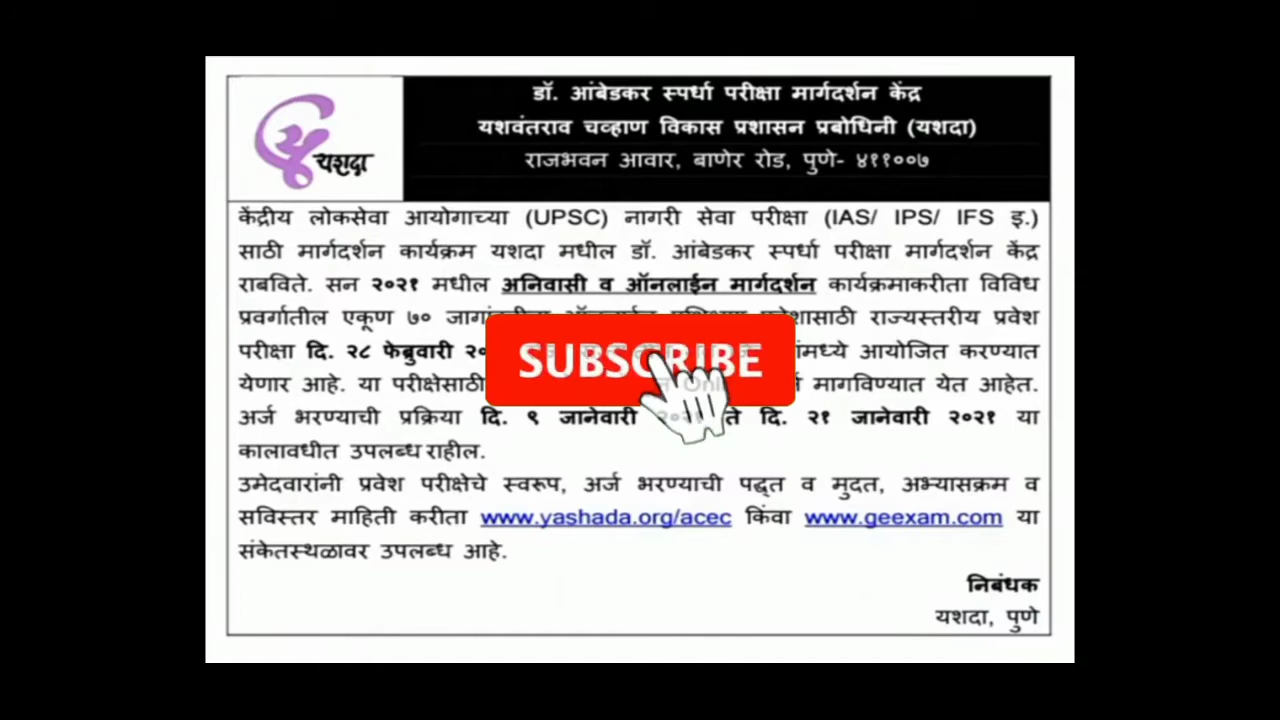 यशदा
डॉ. आंबेडकर स्पर्धा परीक्षा मार्गदर्शन केंद्र
यशवंतराव चव्हाण विकास प्रशासन प्रबोधिनी (यशदा)
राजभवन आवार, बाणेर रोड, पुणे- ४११००७
केंद्रीय लोकसेवा आयोगाच्या (UPSC) नागरी सेवा परीक्षा (IAS/ IPS/ IFS इ.)
साठी मार्गदर्शन कार्यक्रम यशदा मधील डॉ. आंबेडकर स्पर्धा परीक्षा मार्गदर्शन केंद्र
राबविते. सन २०२१ मधील अनिवासी व ऑनलाईन मार्गदर्शन कार्यक्रमाकरीता विविध
प्रवर्गातील एकूण ७० राज्यस्तरीय प्रवेश
परीक्षा दि. २८ फेब्रुवारी आयोजित करण्यात
येणार आहे. या परीक्षेसाठी मागविण्यात येत आहेत.
SUBSCRIBE
अर्ज भरण्याची प्रक्रिया दि. ९ जानेवारी २०२१ ते दि. २१ जानेवारी २०२१ या
कालावधीत उपलब्ध राहील.
उमेदवारांनी प्रवेश परीक्षेचे स्वरूप, अर्ज भरण्याची पद्धत व मुदत, अभ्यासक्रम व
सविस्तर माहिती करीता www.yashada.org/acec किंवा www.geexam.com या
संकेतस्थळावर उपलब्ध आहे.
निबंधक
यशदा, पुणे